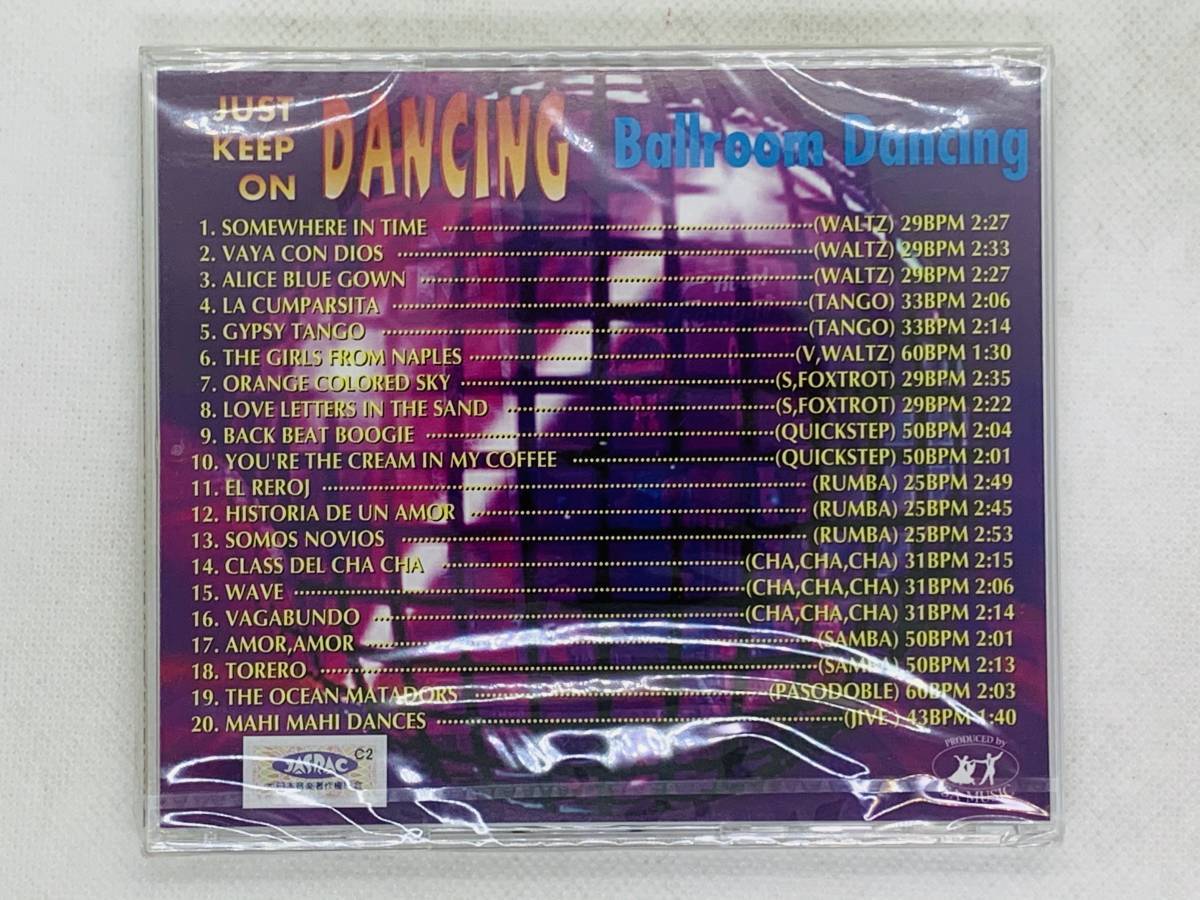 JUST
KEEP
ON
DANCING
Ballroom Dancing
1. SOMEWHERE IN TIME (WALTZ) 29BPM 2:27
2. VAYA CON DIOS (WALTZ) 29BPM 2:33
3. ALICE BLUE GOWN (WALTZ) 29BPM 2:27
4. LA CUMPARSITA (TANGO) 33BPM 2:06
5. GYPSY TANGO (TANGO) 33BPM 2:14
6. THE GIRLS FROM NAPLES (V,WALTZ) 60BPM 1:30
7. ORANGE COLORED SKY (S,FOXTROT) 29BPM 2:35
8. LOVE LETTERS IN THE SAND (S,FOXTROT) 29BPM 2:22
9. BACK BEAT BOOGIE (QUICKSTEP) 50BPM 2:04
10. YOU'RE THE CREAM IN MY COFFEE (QUICKSTEP) 50BPM 2:01
11. EL REROJ (RUMBA) 25BPM 2:49
12. HISTORIA DE UN AMOR (RUMBA) 25BPM 2:45
13. SOMOS NOVIOS (RUMBA) 25BPM 2:53
14. CLASS DEL CHA CHA (CHA,CHA,CHA) 31BPM 2:15
15. WAVE (CHA,CHA,CHA) 31BPM 2:06
16. VAGABUNDO (CHA,CHA,CHA) 31BPM 2:14
17. AMOR,AMOR (SAMBA) 50BPM 2:01
18. TORERO (SAMBA) 50BPM 2:13
19. THE OCEAN MATADORS (PASODOBLE) 60BPM 2:03
20. MAHI MAHI DANCES (JIVE ) 43BPM 1:40
JASRAC C2
PRODUCED by
MUSIC